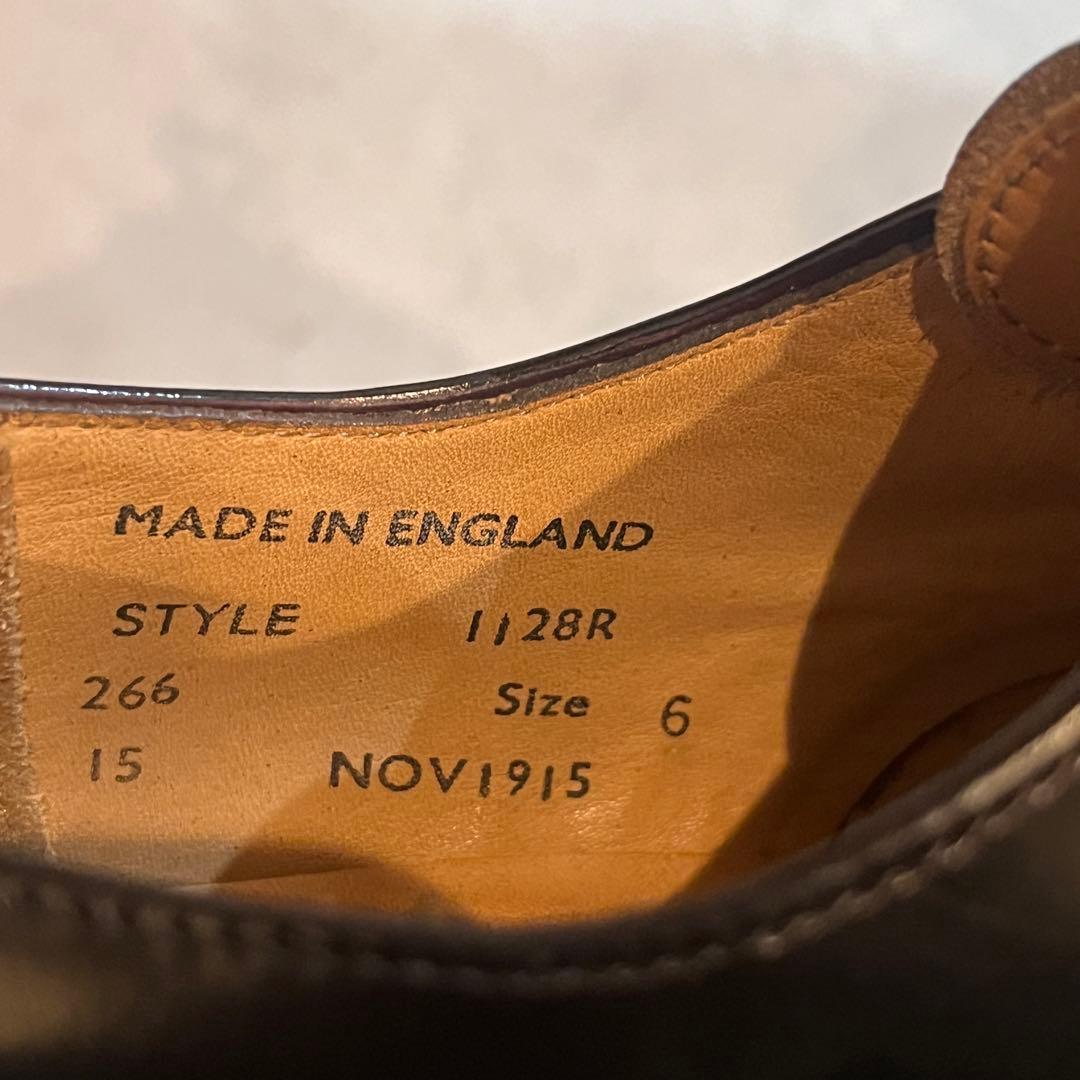 MADE IN ENGLAND
STYLE 1128R
266 Size 6
15 NOV1915